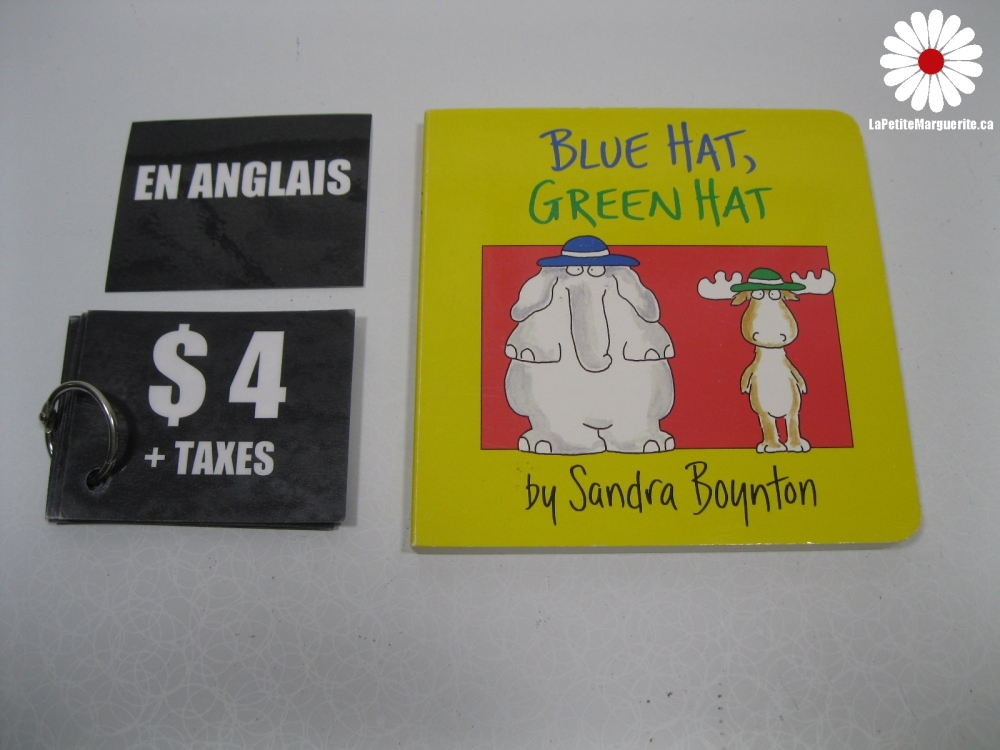 LaPetiteMarguerite.ca
EN ANGLAIS
$ 4
+ TAXES
BLUE HAT,
GREEN HAT
by Sandra Boynton